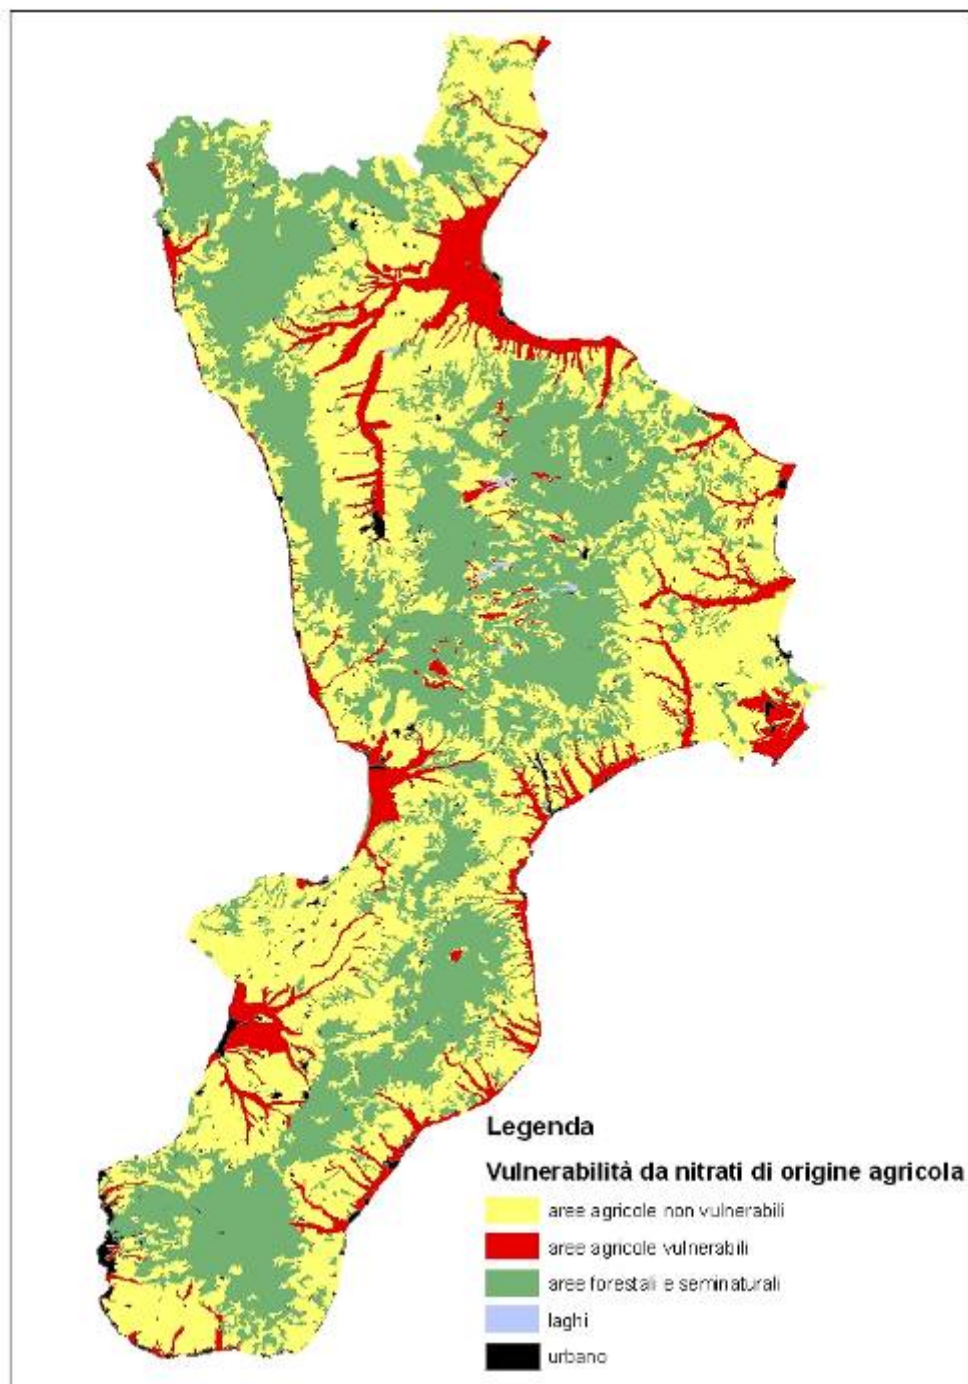 Legenda
Vulnerabilità da nitrati di origine agricola
aree agricole non vulnerabili
aree agricole vulnerabili
aree forestali e seminaturali
laghi
urbano